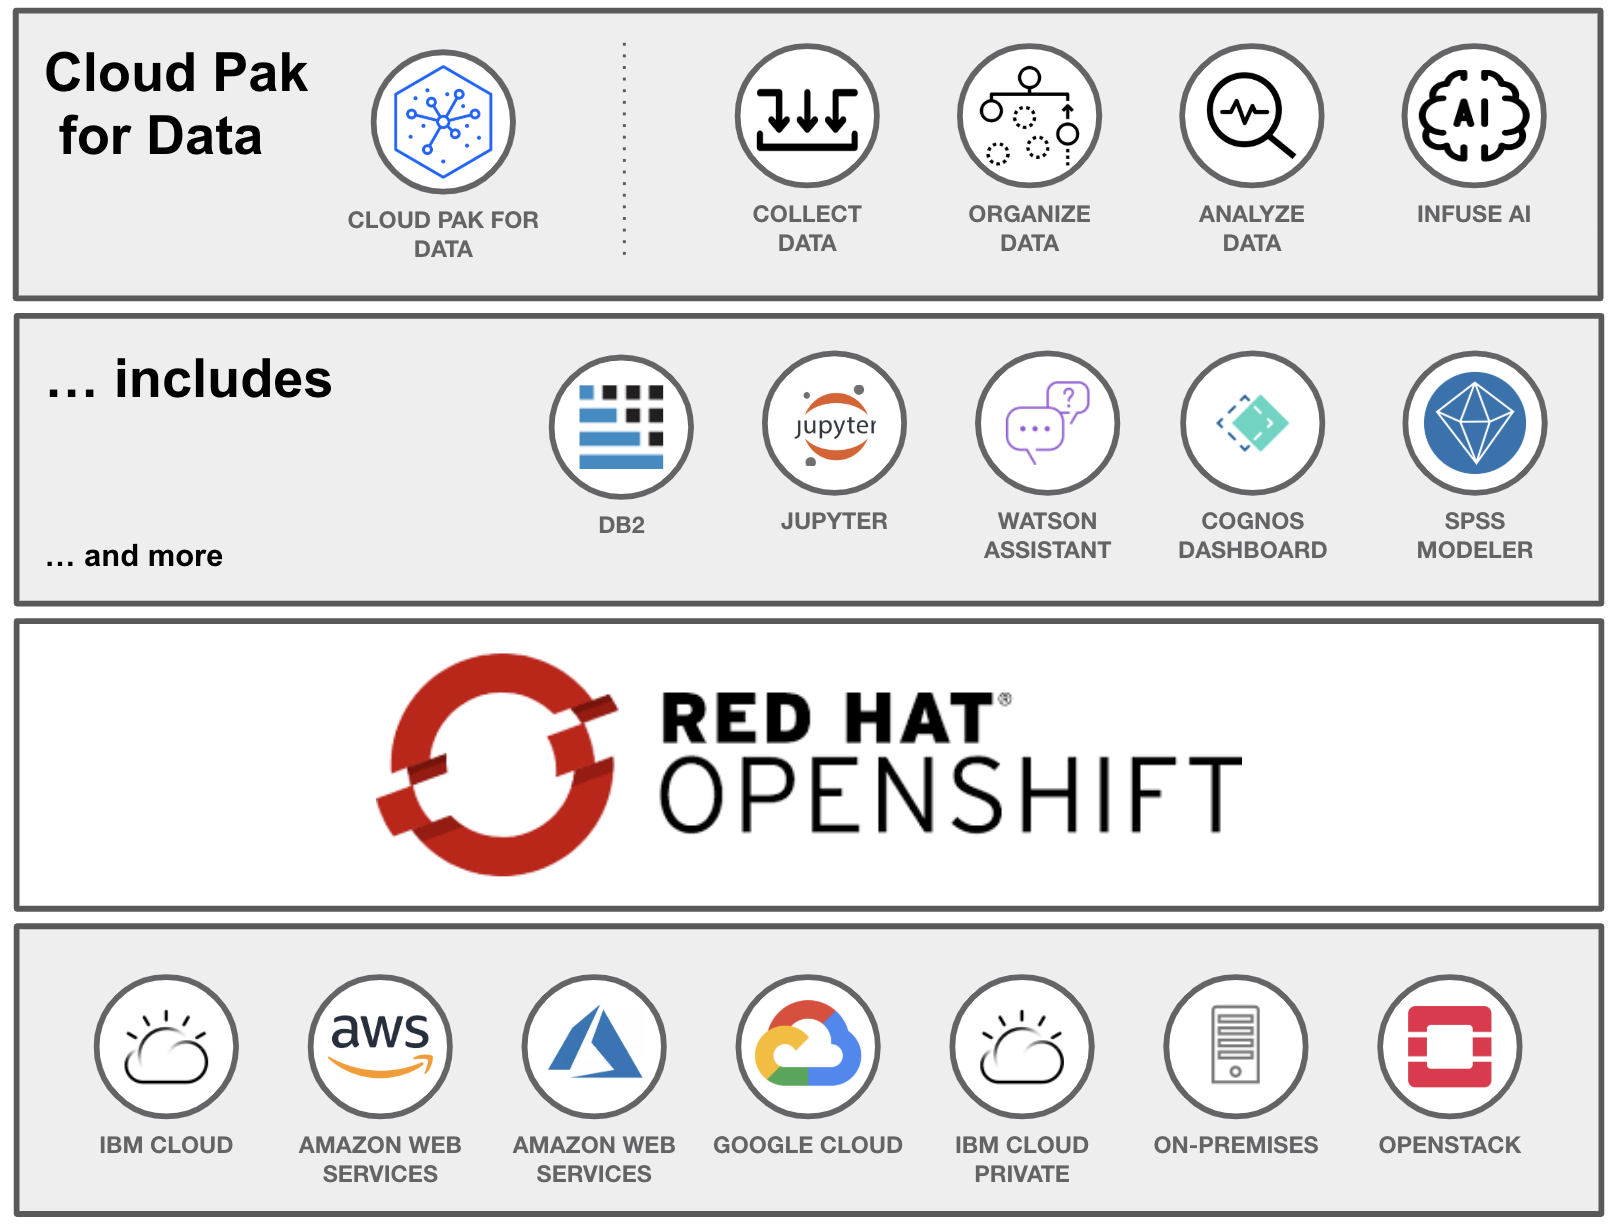 Cloud Pak
for Data
CLOUD PAK FOR
DATA
COLLECT
DATA
ORGANIZE
DATA
ANALYZE
DATA
AI
INFUSE AI
… includes
… and more
DB2
jupyter
JUPYTER
?
WATSON
ASSISTANT
COGNOS
DASHBOARD
SPSS
MODELER
RED HAT®
OPENSHIFT
IBM CLOUD
aws
AMAZON WEB
SERVICES
AMAZON WEB
SERVICES
GOOGLE CLOUD
IBM CLOUD
PRIVATE
ON-PREMISES
OPENSTACK